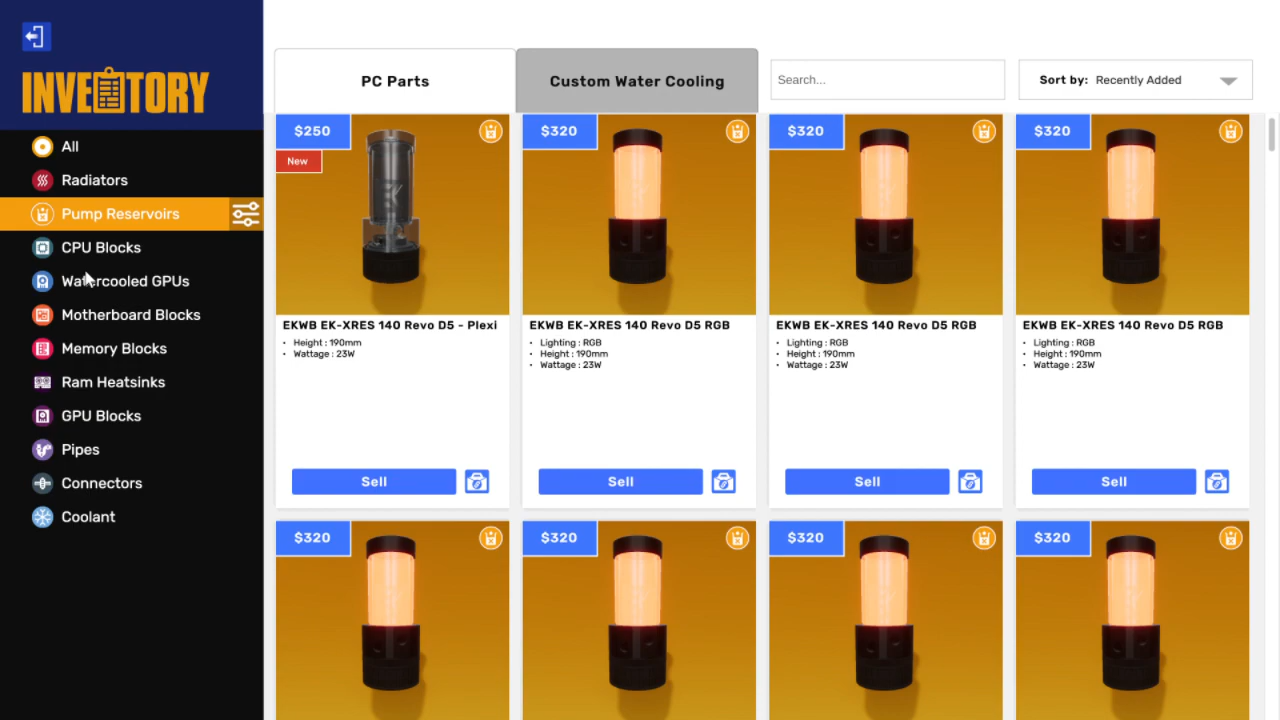 INVENTORY
All
Radiators
Pump Reservoirs
CPU Blocks
Watercooled GPUs
Motherboard Blocks
Memory Blocks
Ram Heatsinks
GPU Blocks
Pipes
Connectors
Coolant
PC Parts
Custom Water Cooling
Search...
Sort by: Recently Added
$250
New
EKWB EK-XRES 140 Revo D5 - Plexi
• Height : 190mm
• Wattage : 23W
Sell
$320
EKWB EK-XRES 140 Revo D5 RGB
• Lighting : RGB
• Height : 190mm
• Wattage : 23W
Sell
$320
EKWB EK-XRES 140 Revo D5 RGB
• Lighting : RGB
• Height : 190mm
• Wattage : 23W
Sell
$320
EKWB EK-XRES 140 Revo D5 RGB
• Lighting : RGB
• Height : 190mm
• Wattage : 23W
Sell
$320
$320
$320
$320